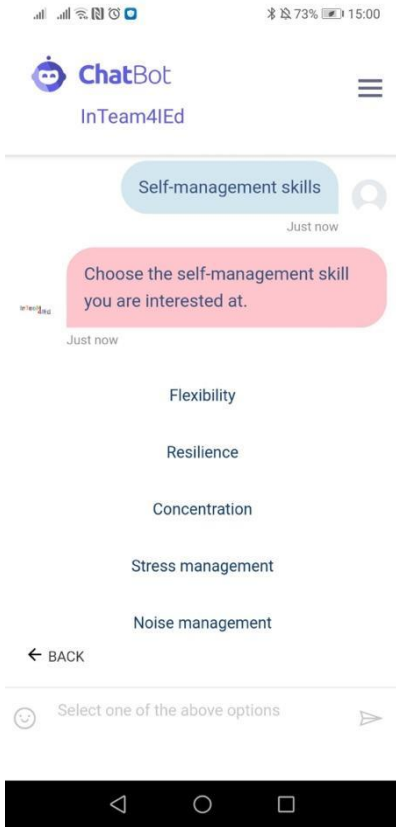 73% 15:00
ChatBot
InTeam4IEd
Self-management skills
Just now
Choose the self-management skill
you are interested at.
InTeam4IEd
Just now
Flexibility
Resilience
Concentration
Stress management
Noise management
BACK
Select one of the above options